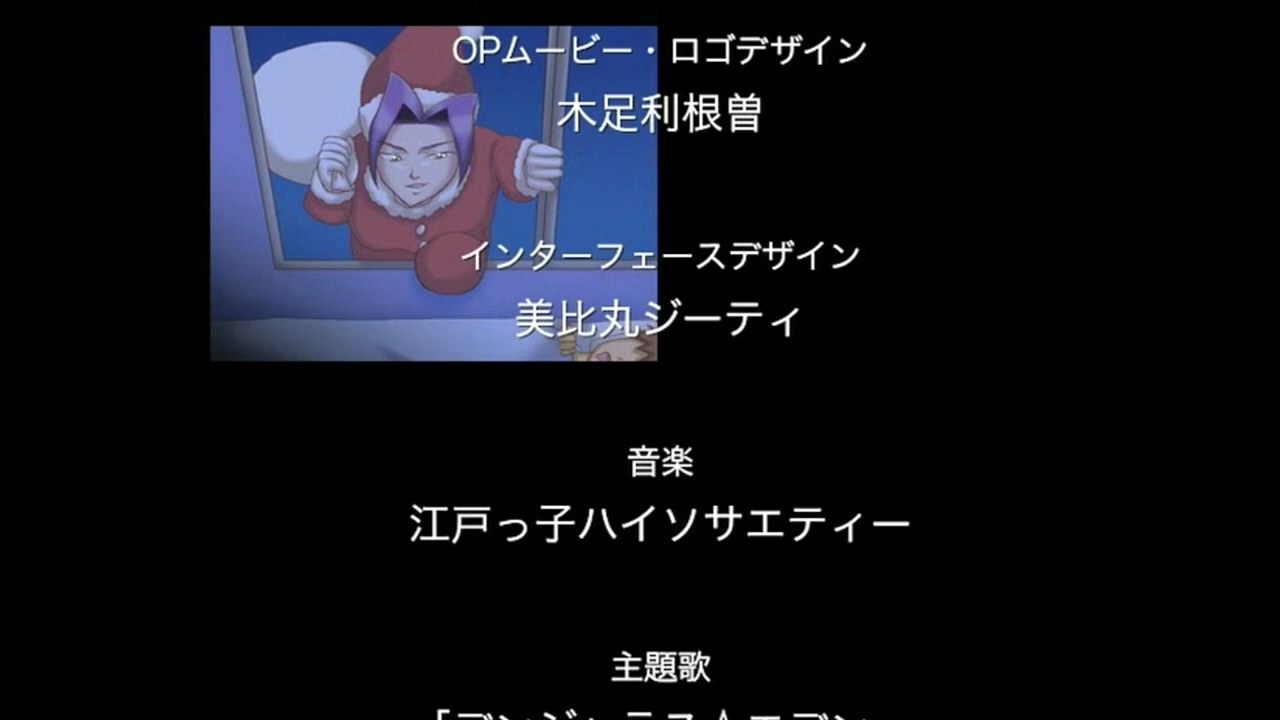 OPムービー・ロゴデザイン
木足利根曽
インターフェースデザイン
美比丸ジーティ
音楽
江戸っ子ハイソサエティー
主題歌